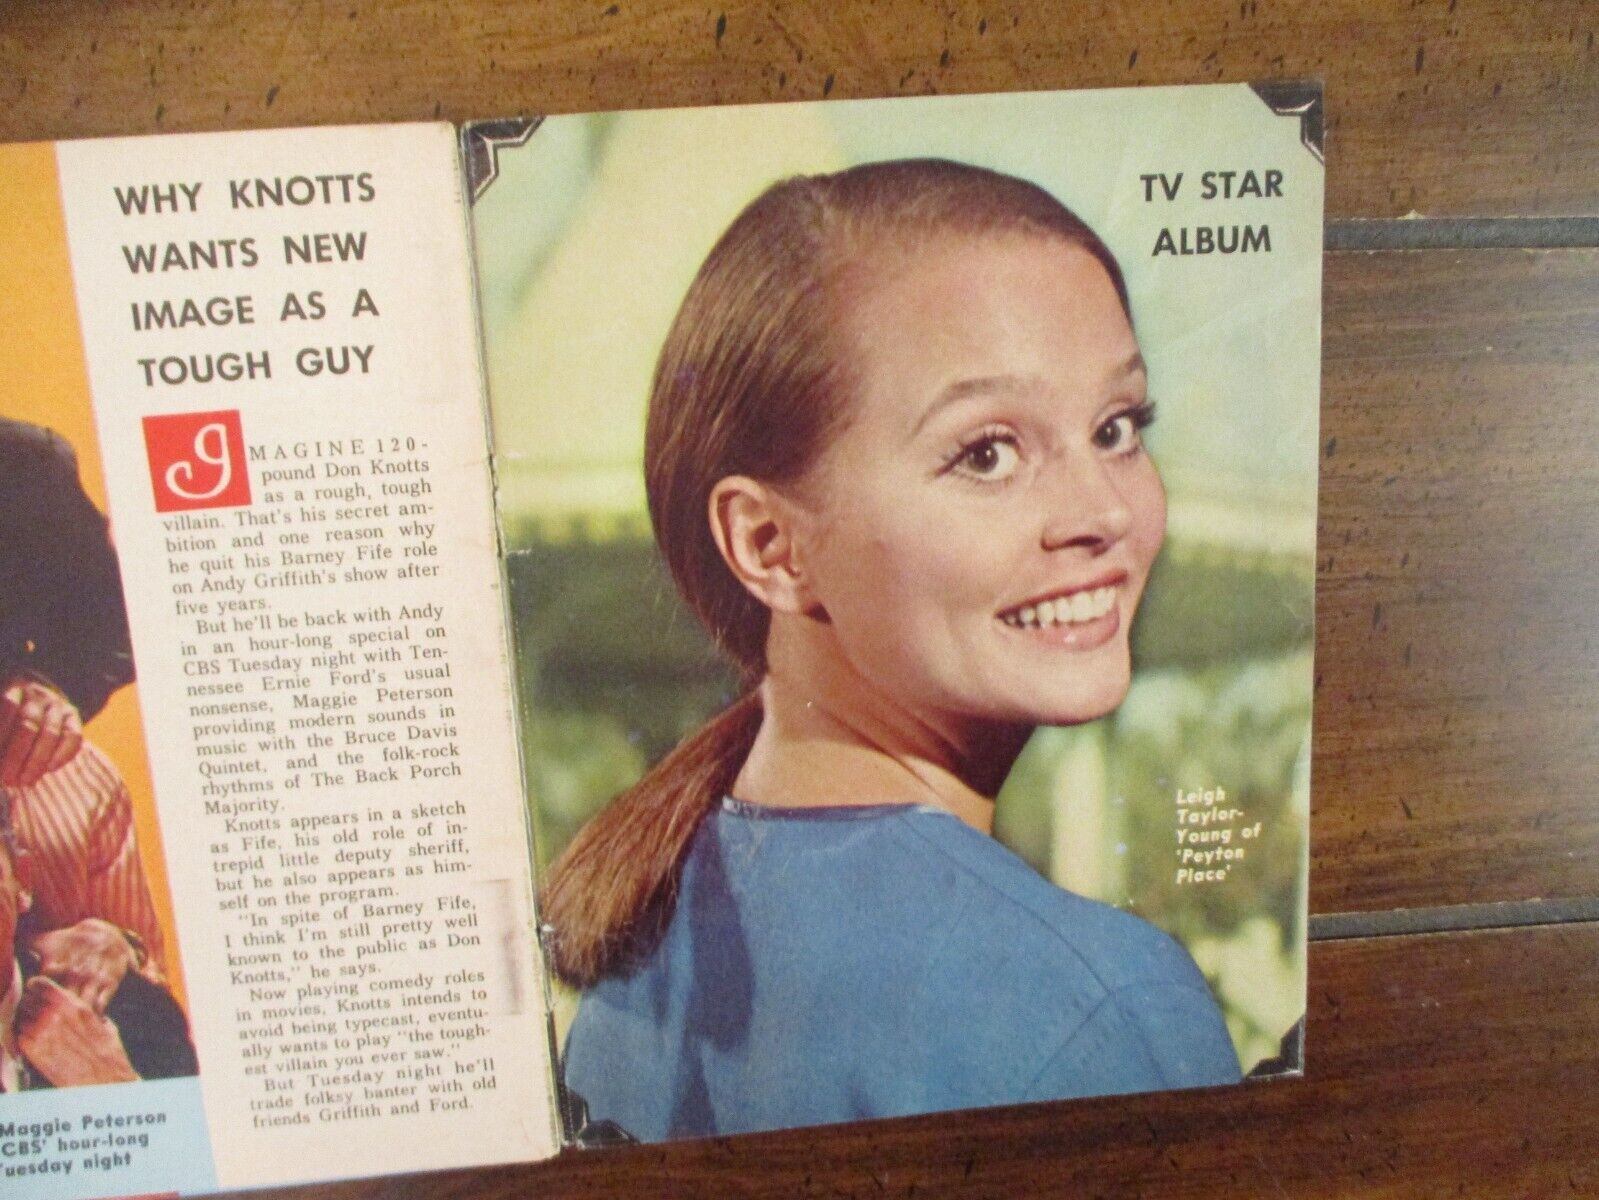 WHY KNOTTS
WANTS NEW
IMAGE AS A
TOUGH GUY
IMAGINE 120-
pound Don Knotts
as a rough, tough
villain. That's his secret am-
bition and one reason why
he quit his Barney Fife role
on Andy Griffith's show after
five years.
But he'll be back with Andy
in an hour-long special on
CBS Tuesday night with Ten-
nessee Ernie Ford's usual
nonsense, Maggie Peterson
providing modern sounds in
music with the Bruce Davis
Quintet, and the folk-rock
rhythms of The Back Porch
Majority.
Knotts appears in a sketch
as Fife, his old role of in-
trepid little deputy sheriff,
but he also appears as him-
self on the program.
"In spite of Barney Fife,
I think I'm still pretty well
known to the public as Don
Knotts," he says.
Now playing comedy roles
in movies, Knotts intends to
avoid being typecast, eventu-
ally wants to play "the tough-
est villain you ever saw."
But Tuesday night he'll
trade folksy banter with old
friends Griffith and Ford.
Maggie Peterson
CBS' hour-long
Tuesday night
TV STAR
ALBUM
Leigh
Taylor-
Young of
'Peyton
Place'